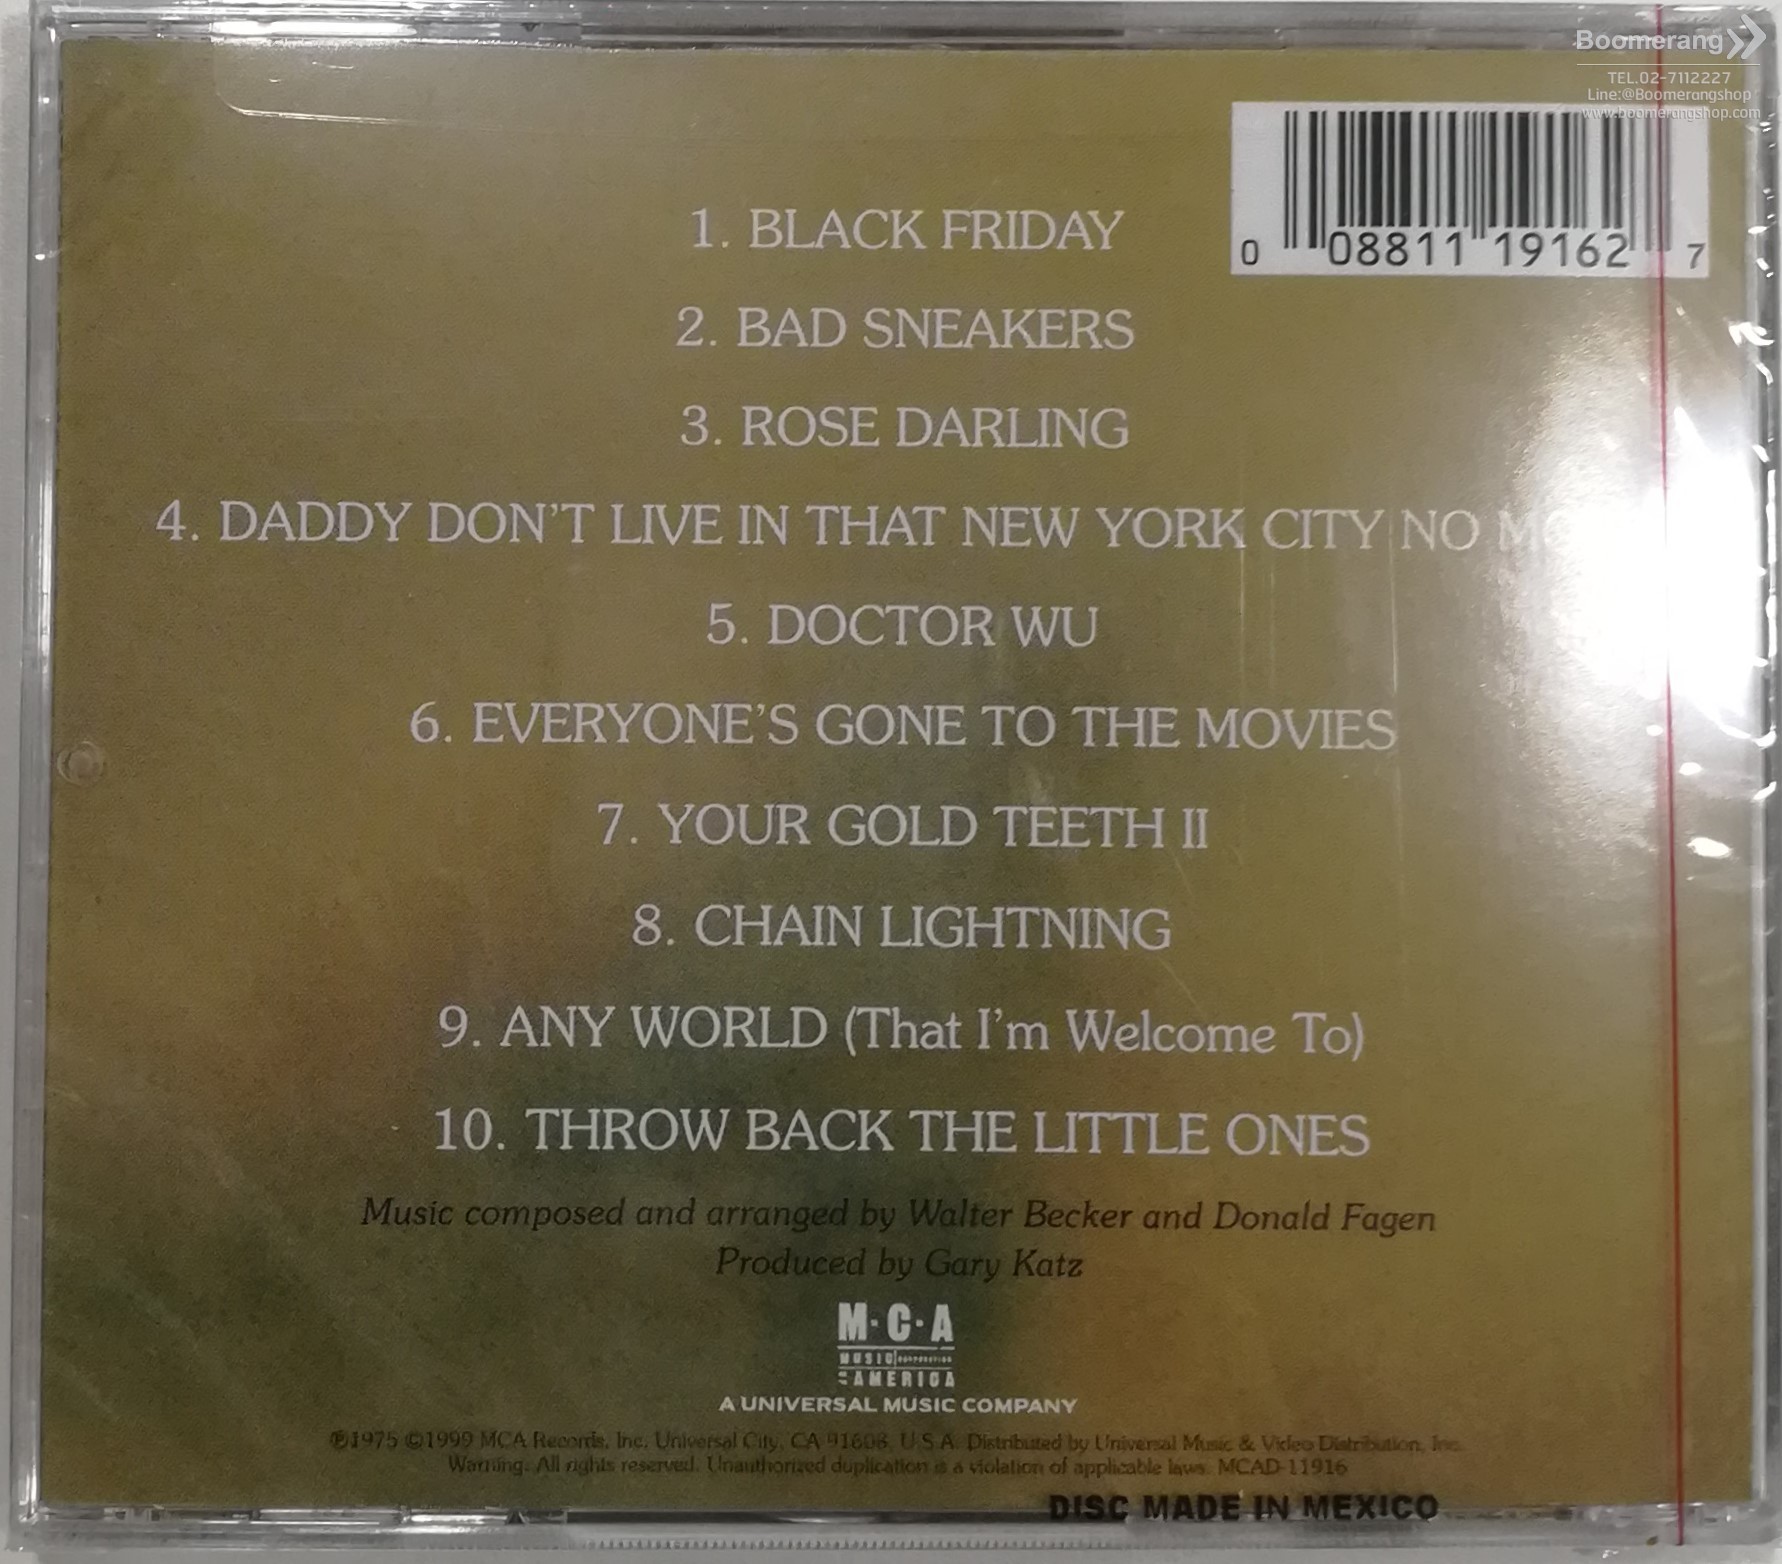 Boomerang
TEL.02-7112227
Line:@Boomerangshop
www.boomerangshop.com
0 08811 19162 7
1. BLACK FRIDAY
2. BAD SNEAKERS
3. ROSE DARLING
4. DADDY DON'T LIVE IN THAT NEW YORK CITY NO
5. DOCTOR WU
6. EVERYONE'S GONE TO THE MOVIES
7. YOUR GOLD TEETH II
8. CHAIN LIGHTNING
9. ANY WORLD (That I'm Welcome To)
10. THROW BACK THE LITTLE ONES
Music composed and arranged by Walter Becker and Donald Fagen
Produced by Gary Katz
M·C·A
MUSIC CORPORATION
OF AMERICA
A UNIVERSAL MUSIC COMPANY
℗1975 ©1999 MCA Records, Inc. Universal City, CA 91608, U.S.A. Distributed by Universal Music & Video Distribution, Inc.
Warning. All rights reserved. Unauthorized duplication is a violation of applicable laws. MCAD-11916
DISC MADE IN MEXICO